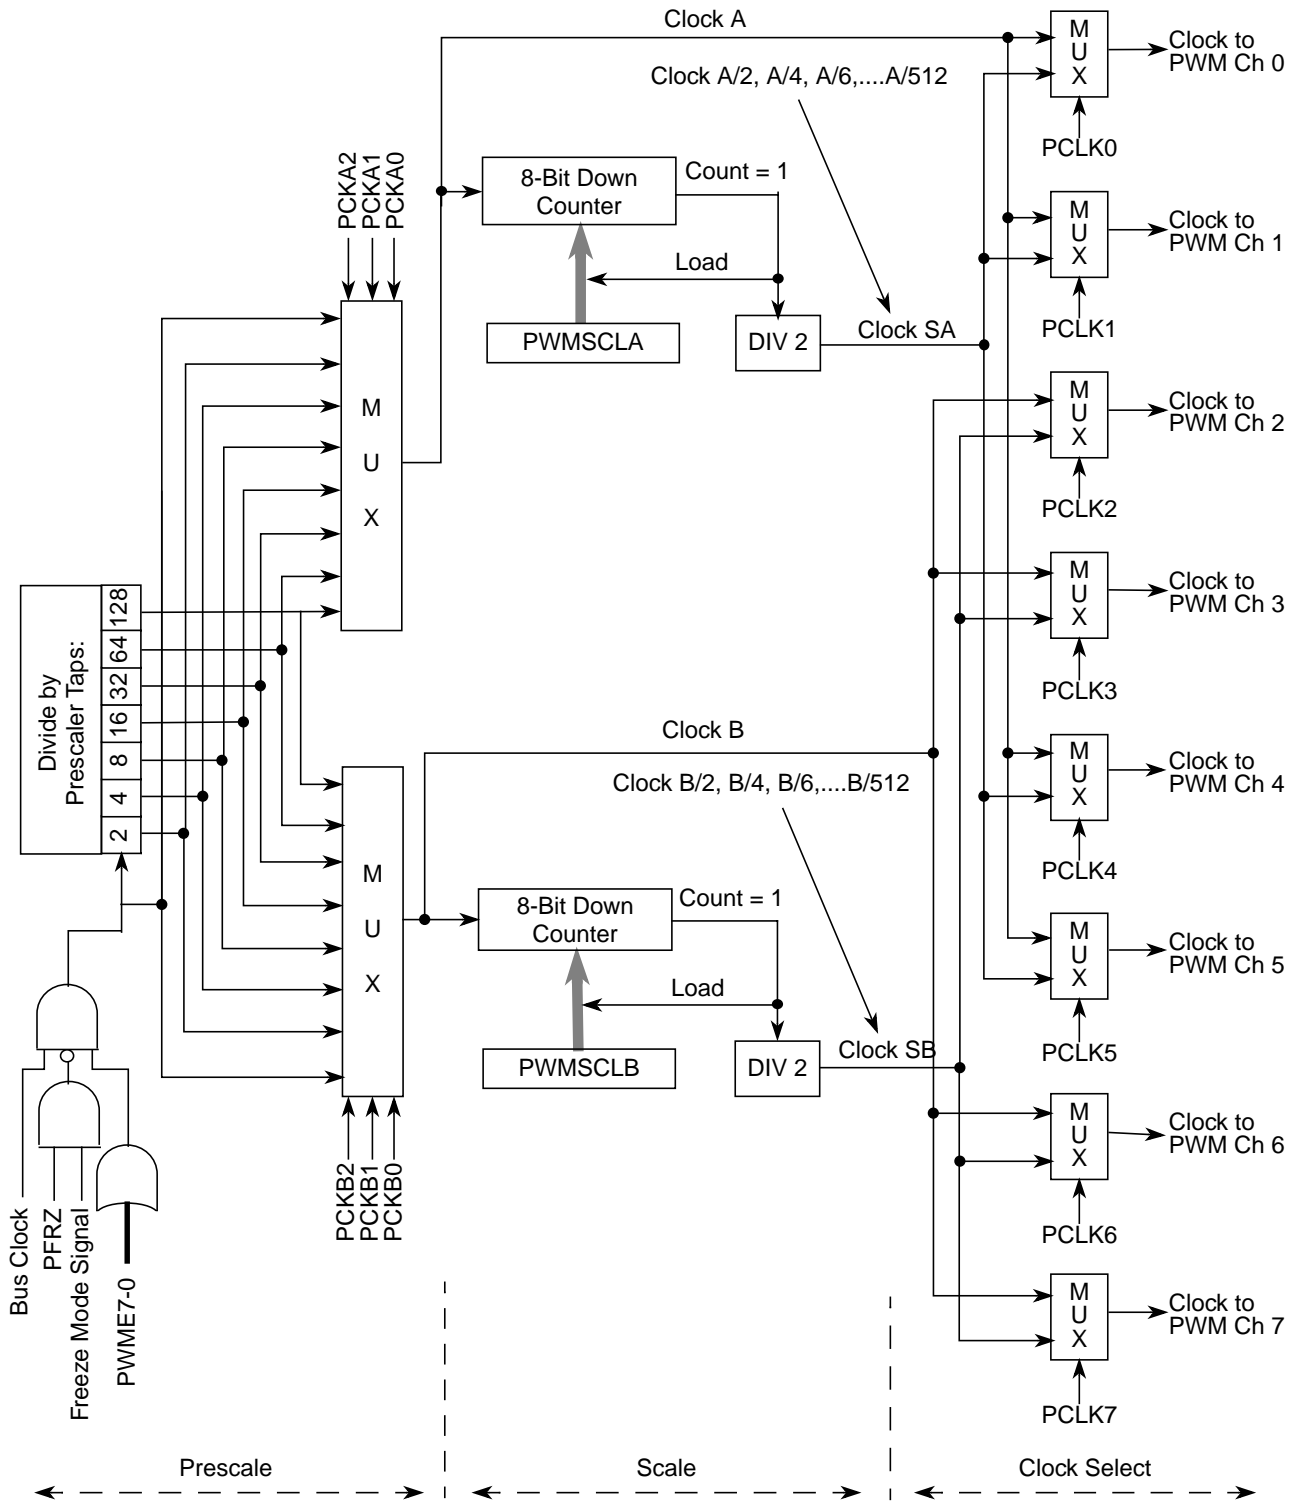 Clock A
Clock A/2, A/4, A/6,....A/512
M
U
X
Clock to
PWM Ch 0
PCLK0
PCKA2
PCKA1
PCKA0
8-Bit Down
Counter
Count = 1
Load
PWMSCLA
DIV 2
Clock SA
M
U
X
Clock to
PWM Ch 1
PCLK1
M
U
X
M
U
X
Clock to
PWM Ch 2
PCLK2
M
U
X
Clock to
PWM Ch 3
PCLK3
Divide by
Prescaler Taps:
128
64
32
16
8
4
2
Clock B
Clock B/2, B/4, B/6,....B/512
M
U
X
Clock to
PWM Ch 4
PCLK4
M
U
X
8-Bit Down
Counter
Count = 1
Load
PWMSCLB
DIV 2
Clock SB
M
U
X
Clock to
PWM Ch 5
PCLK5
PCKB2
PCKB1
PCKB0
M
U
X
Clock to
PWM Ch 6
PCLK6
Bus Clock
PFRZ
Freeze Mode Signal
PWME7-0
M
U
X
Clock to
PWM Ch 7
PCLK7
Prescale
Scale
Clock Select